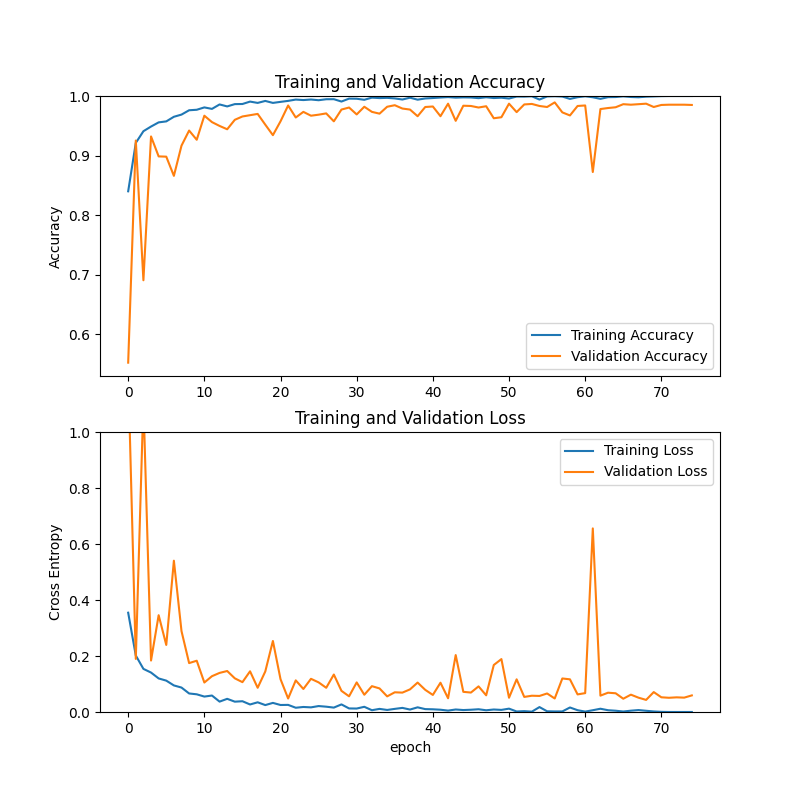 Training and Validation Accuracy
1.0
0.9
0.8
0.7
0.6
Accuracy
Training Accuracy
Validation Accuracy
0 10 20 30 40 50 60 70
Training and Validation Loss
1.0
0.8
0.6
0.4
0.2
0.0
Cross Entropy
Training Loss
Validation Loss
0 10 20 30 40 50 60 70
epoch